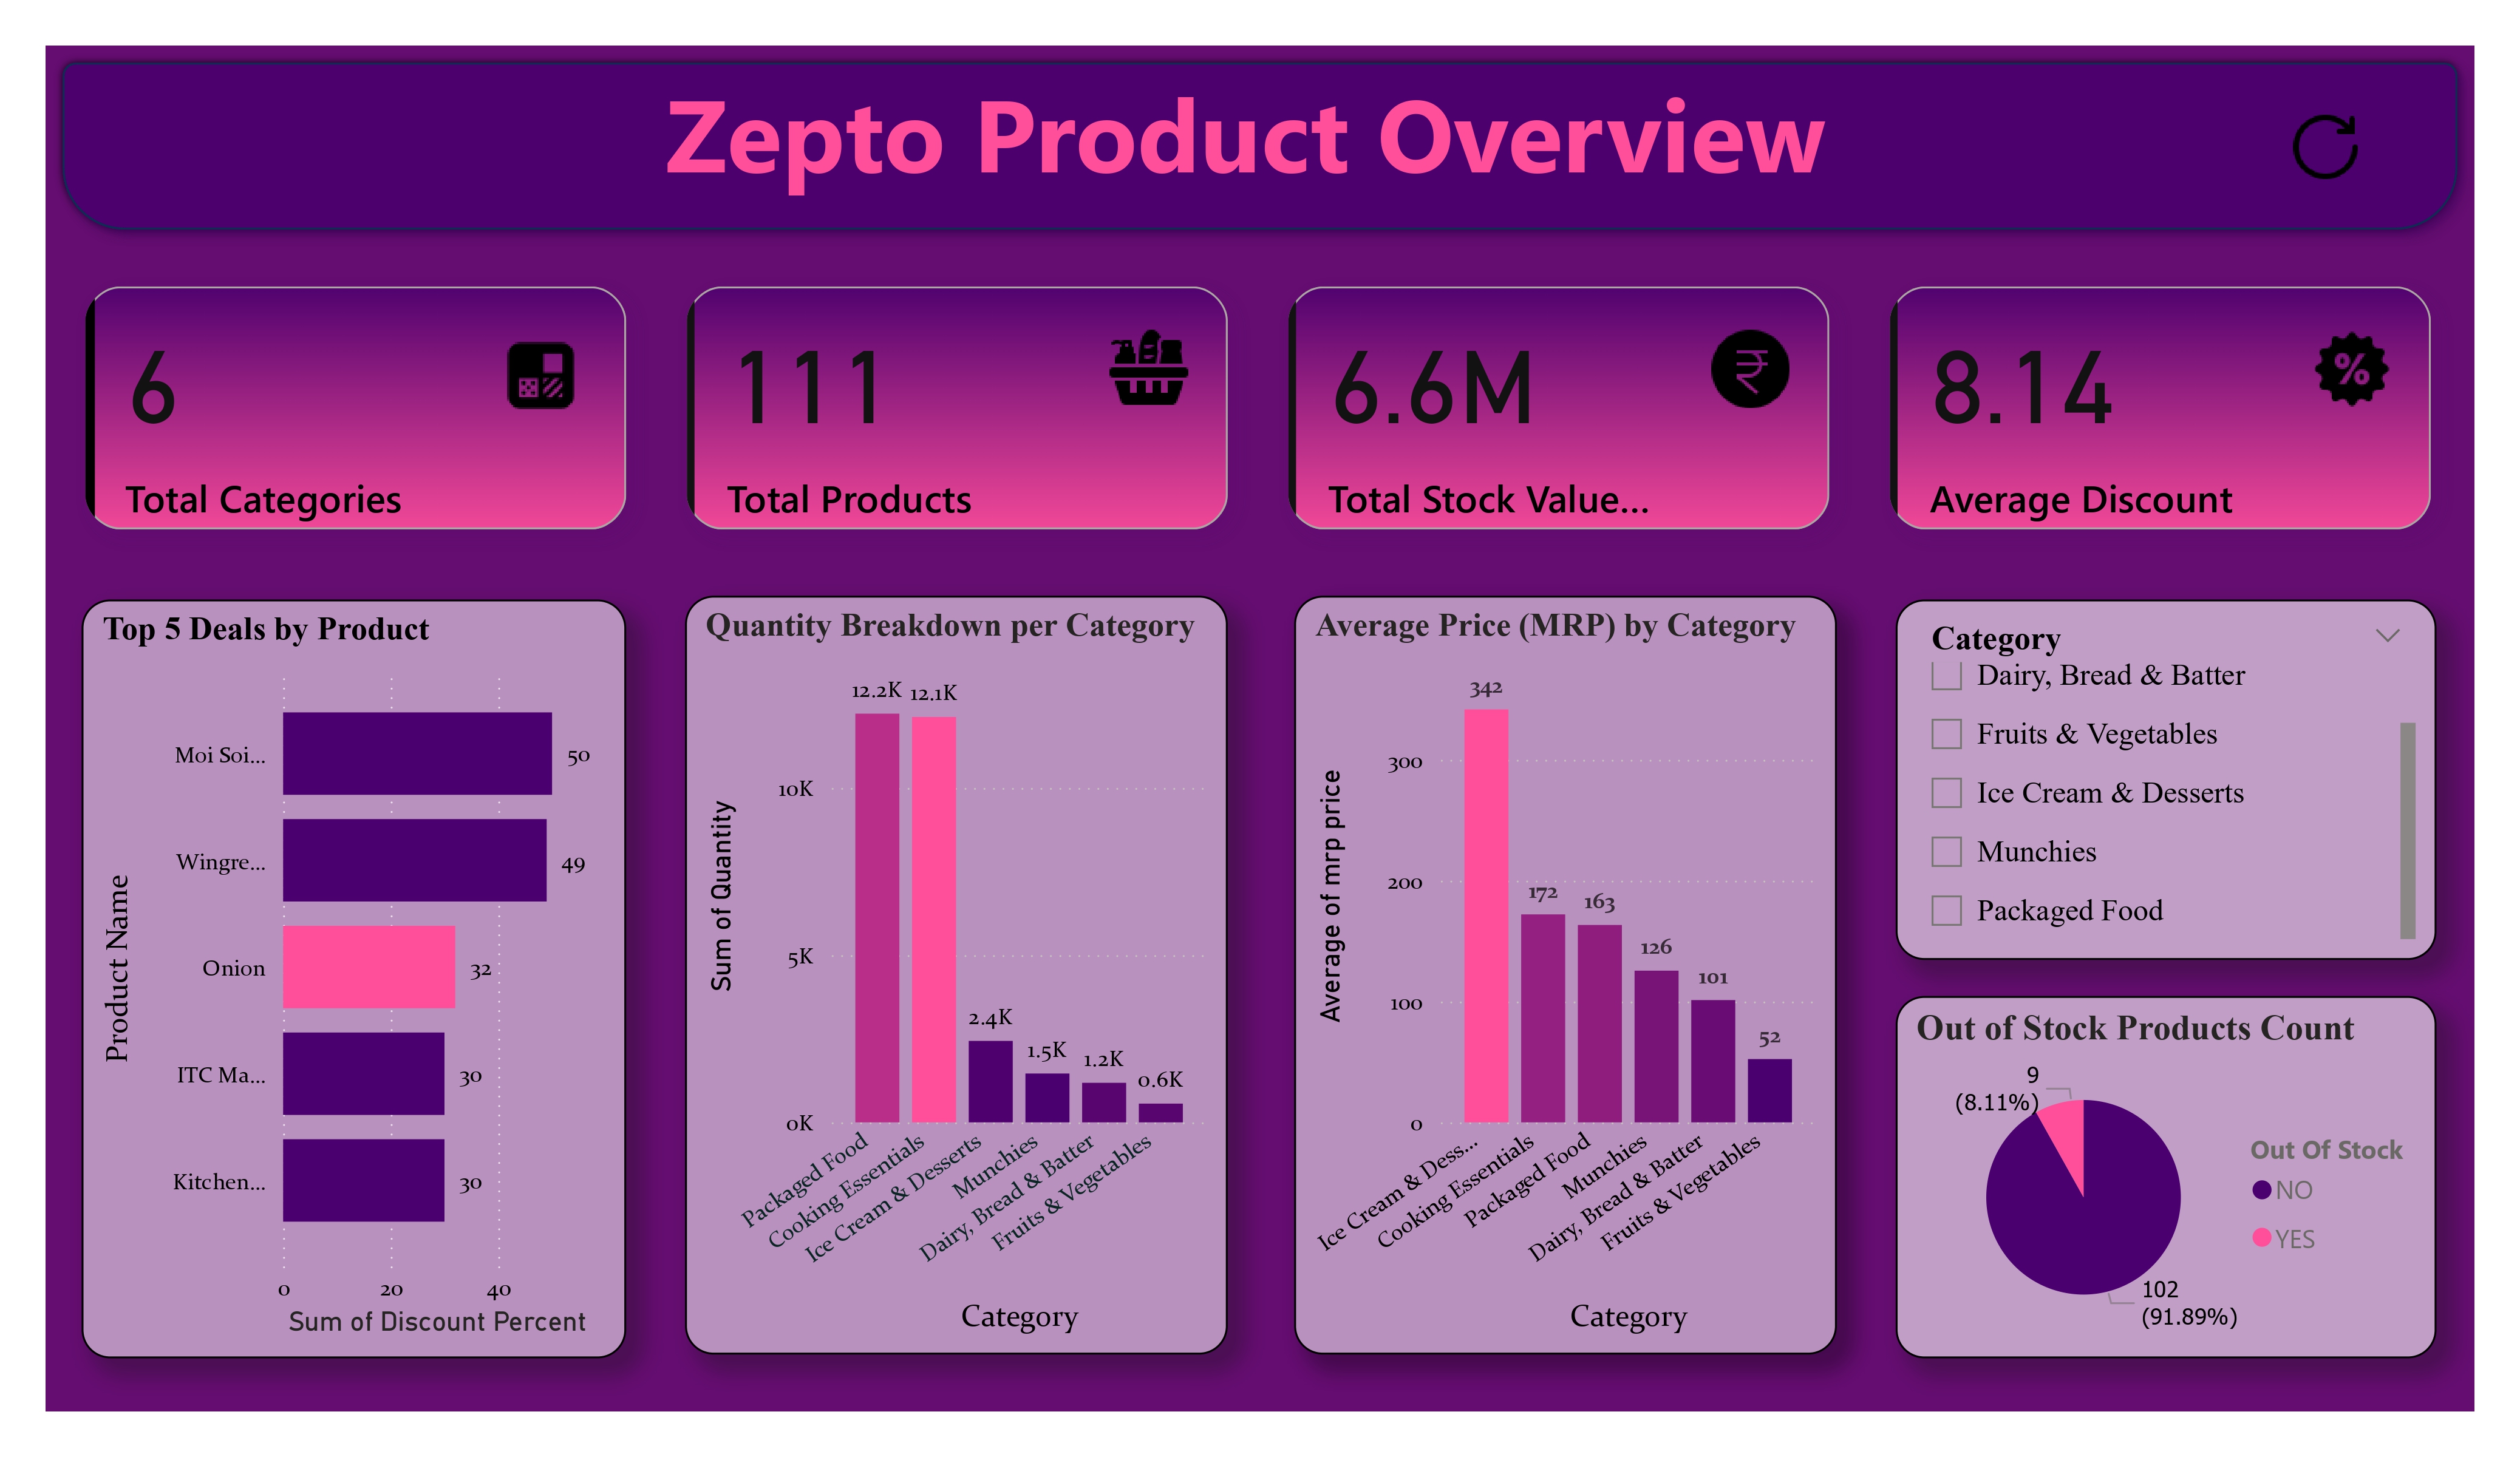 Zepto Product Overview
6
Total Categories
111
Total Products
₹
6.6M
Total Stock Value...
%
8.14
Average Discount
Top 5 Deals by Product
Product Name
Moi Soi...
50
Wingre...
49
Onion
32
ITC Ma...
30
Kitchen...
30
0 20 40
Sum of Discount Percent
Quantity Breakdown per Category
Sum of Quantity
10K
5K
0K
12.2K 12.1K
2.4K
1.5K
1.2K
0.6K
Packaged Food
Cooking Essentials
Ice Cream & Desserts
Munchies
Dairy, Bread & Batter
Fruits & Vegetables
Category
Average Price (MRP) by Category
Average of mrp price
300
200
100
0
342
172
163
126
101
52
Ice Cream & Dess...
Cooking Essentials
Packaged Food
Munchies
Dairy, Bread & Batter
Fruits & Vegetables
Category
Category
Dairy, Bread & Batter
Fruits & Vegetables
Ice Cream & Desserts
Munchies
Packaged Food
Out of Stock Products Count
9
(8.11%)
102
(91.89%)
Out Of Stock
NO
YES